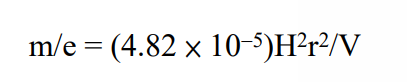 m/e = (4.82 × 10⁻⁵)H²r²/V